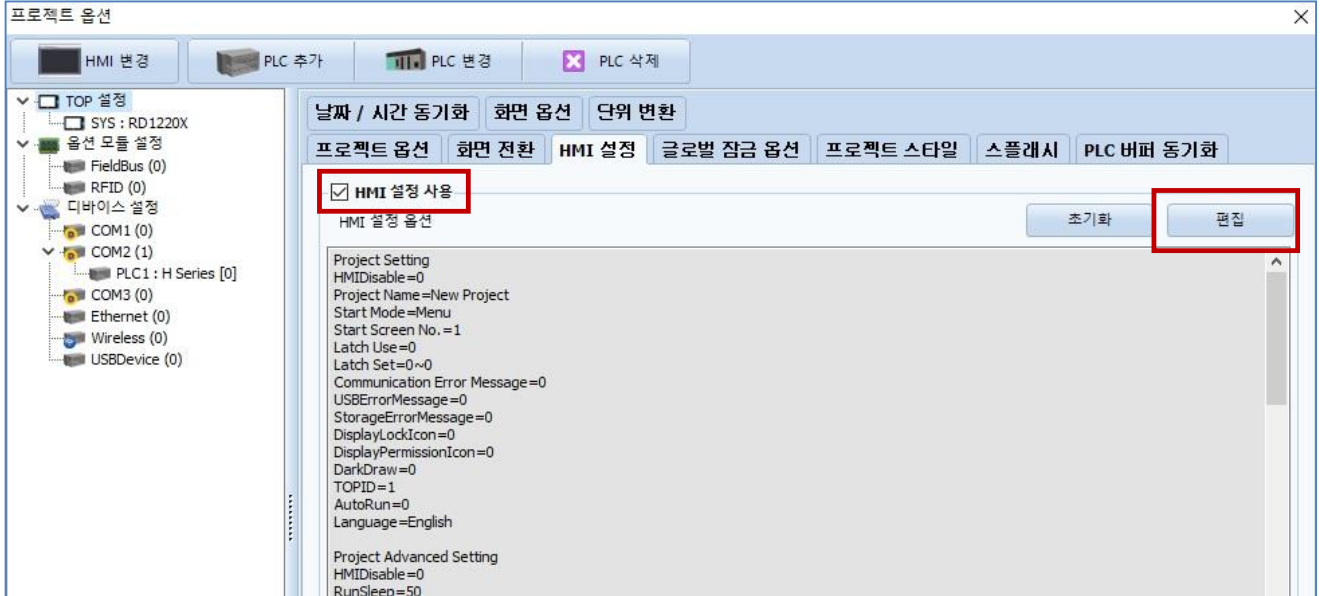 프로젝트 옵션
HMI 변경
PLC 추가
PLC 변경
PLC 삭제
TOP 설정
SYS : RD1220X
옵션 모듈 설정
FieldBus (0)
RFID (0)
디바이스 설정
COM1 (0)
COM2 (1)
PLC1 : H Series [0]
COM3 (0)
Ethernet (0)
Wireless (0)
USBDevice (0)
날짜 / 시간 동기화 화면 옵션 단위 변환
프로젝트 옵션 화면 전환 HMI 설정 글로벌 잠금 옵션 프로젝트 스타일 스플래시 PLC 버퍼 동기화
HMI 설정 사용
HMI 설정 옵션 초기화 편집
Project Setting
HMIDisable=0
Project Name=New Project
Start Mode=Menu
Start Screen No.=1
Latch Use=0
Latch Set=0~0
Communication Error Message=0
USBErrorMessage=0
StorageErrorMessage=0
DisplayLockIcon=0
DisplayPermissionIcon=0
DarkDraw=0
TOPID=1
AutoRun=0
Language=English
Project Advanced Setting
HMIDisable=0
RunSleep=50